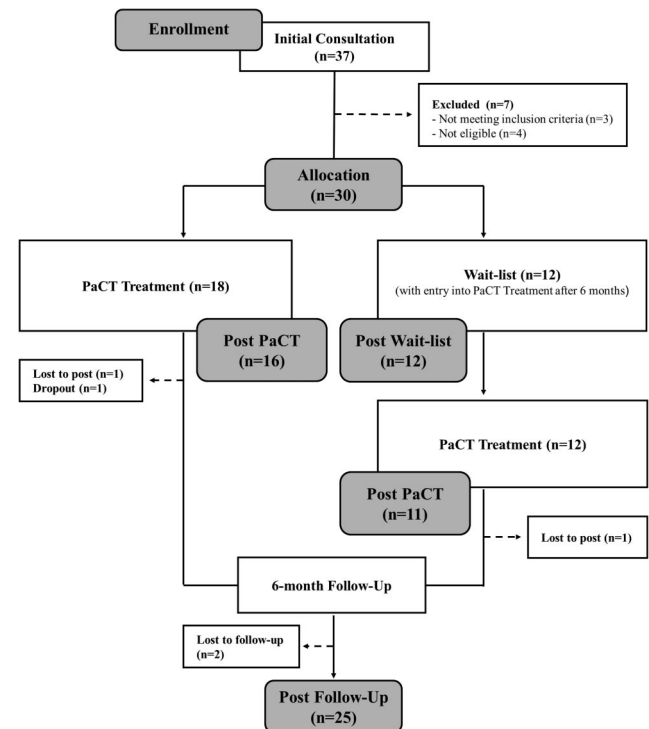 Enrollment
Initial Consultation
(n=37)
Excluded (n=7)
- Not meeting inclusion criteria (n=3)
- Not eligible (n=4)
Allocation
(n=30)
PaCT Treatment (n=18)
Wait-list (n=12)
(with entry into PaCT Treatment after 6 months)
Post PaCT
(n=16)
Post Wait-list
(n=12)
Lost to post (n=1)
Dropout (n=1)
PaCT Treatment (n=12)
Post PaCT
(n=11)
Lost to post (n=1)
6-month Follow-Up
Lost to follow-up
(n=2)
Post Follow-Up
(n=25)